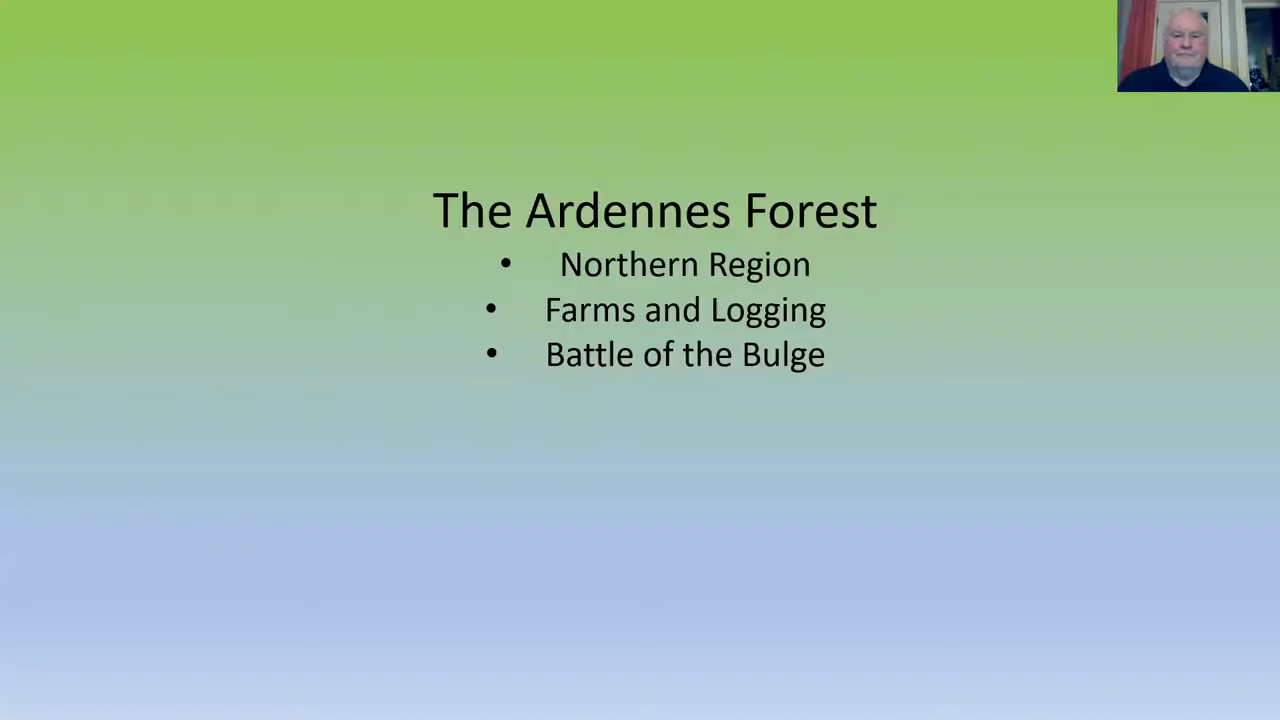 The Ardennes Forest
• Northern Region
• Farms and Logging
• Battle of the Bulge